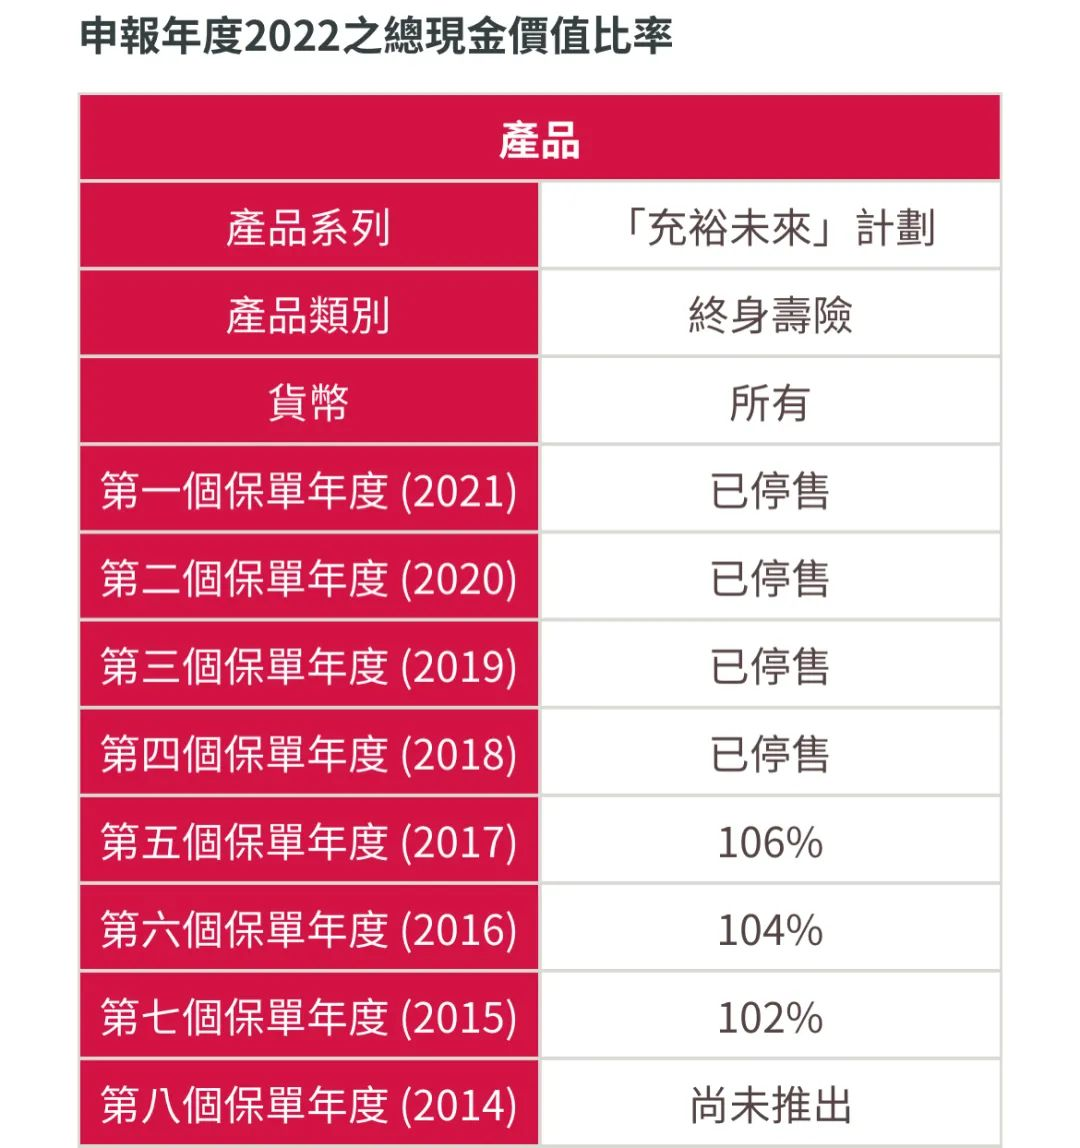 申報年度2022之總現金價值比率
產品
產品系列 「充裕未來」計劃
產品類別 終身壽險
貨幣 所有
第一個保單年度 (2021) 已停售
第二個保單年度 (2020) 已停售
第三個保單年度 (2019) 已停售
第四個保單年度 (2018) 已停售
第五個保單年度 (2017) 106%
第六個保單年度 (2016) 104%
第七個保單年度 (2015) 102%
第八個保單年度 (2014) 尚未推出